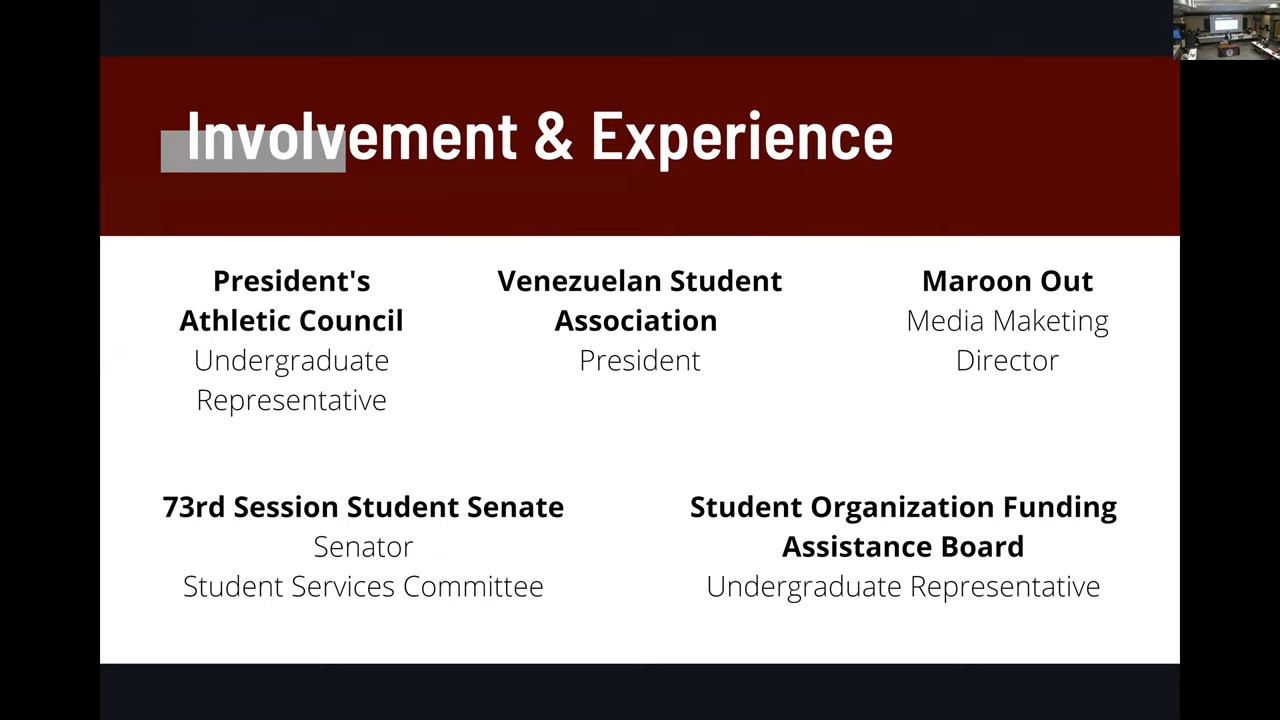 Involvement & Experience
President's
Athletic Council
Undergraduate
Representative
Venezuelan Student
Association
President
Maroon Out
Media Maketing
Director
73rd Session Student Senate
Senator
Student Services Committee
Student Organization Funding
Assistance Board
Undergraduate Representative